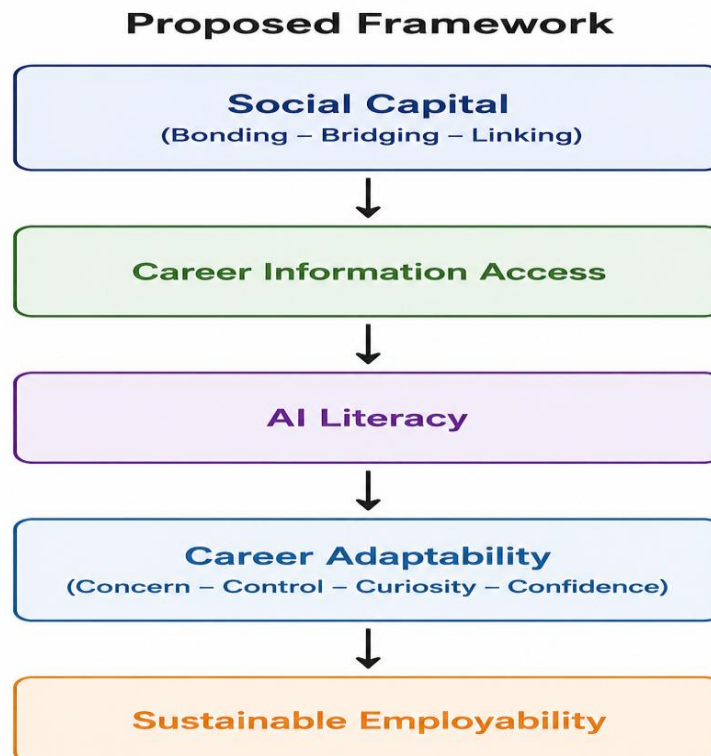 Proposed Framework
Social Capital
(Bonding – Bridging – Linking)
Career Information Access
AI Literacy
Career Adaptability
(Concern – Control – Curiosity – Confidence)
Sustainable Employability